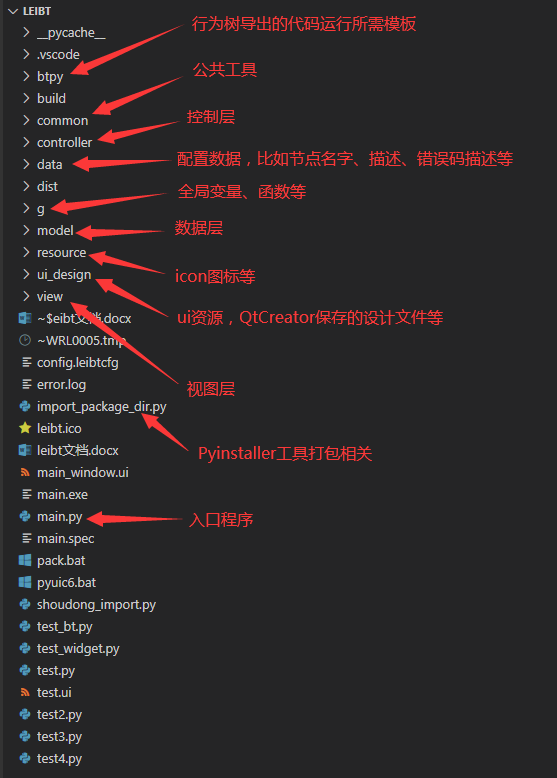 LEIBT
__pycache__
行为树导出的代码运行所需模板
.vscode
btpy
公共工具
build
common
控制层
controller
配置数据，比如节点名字、描述、错误码描述等
data
dist
全局变量、函数等
g
数据层
model
resource
icon图标等
ui_design
view
ui资源，QtCreator保存的设计文件等
~$eibt文档.docx
~WRL0005.tmp
config.leibtcfg
视图层
error.log
import_package_dir.py
leibt.ico
leibt文档.docx
Pyinstaller工具打包相关
main_window.ui
main.exe
main.py
入口程序
main.spec
pack.bat
pyuic6.bat
shoudong_import.py
test_bt.py
test_widget.py
test.py
test.ui
test2.py
test3.py
test4.py